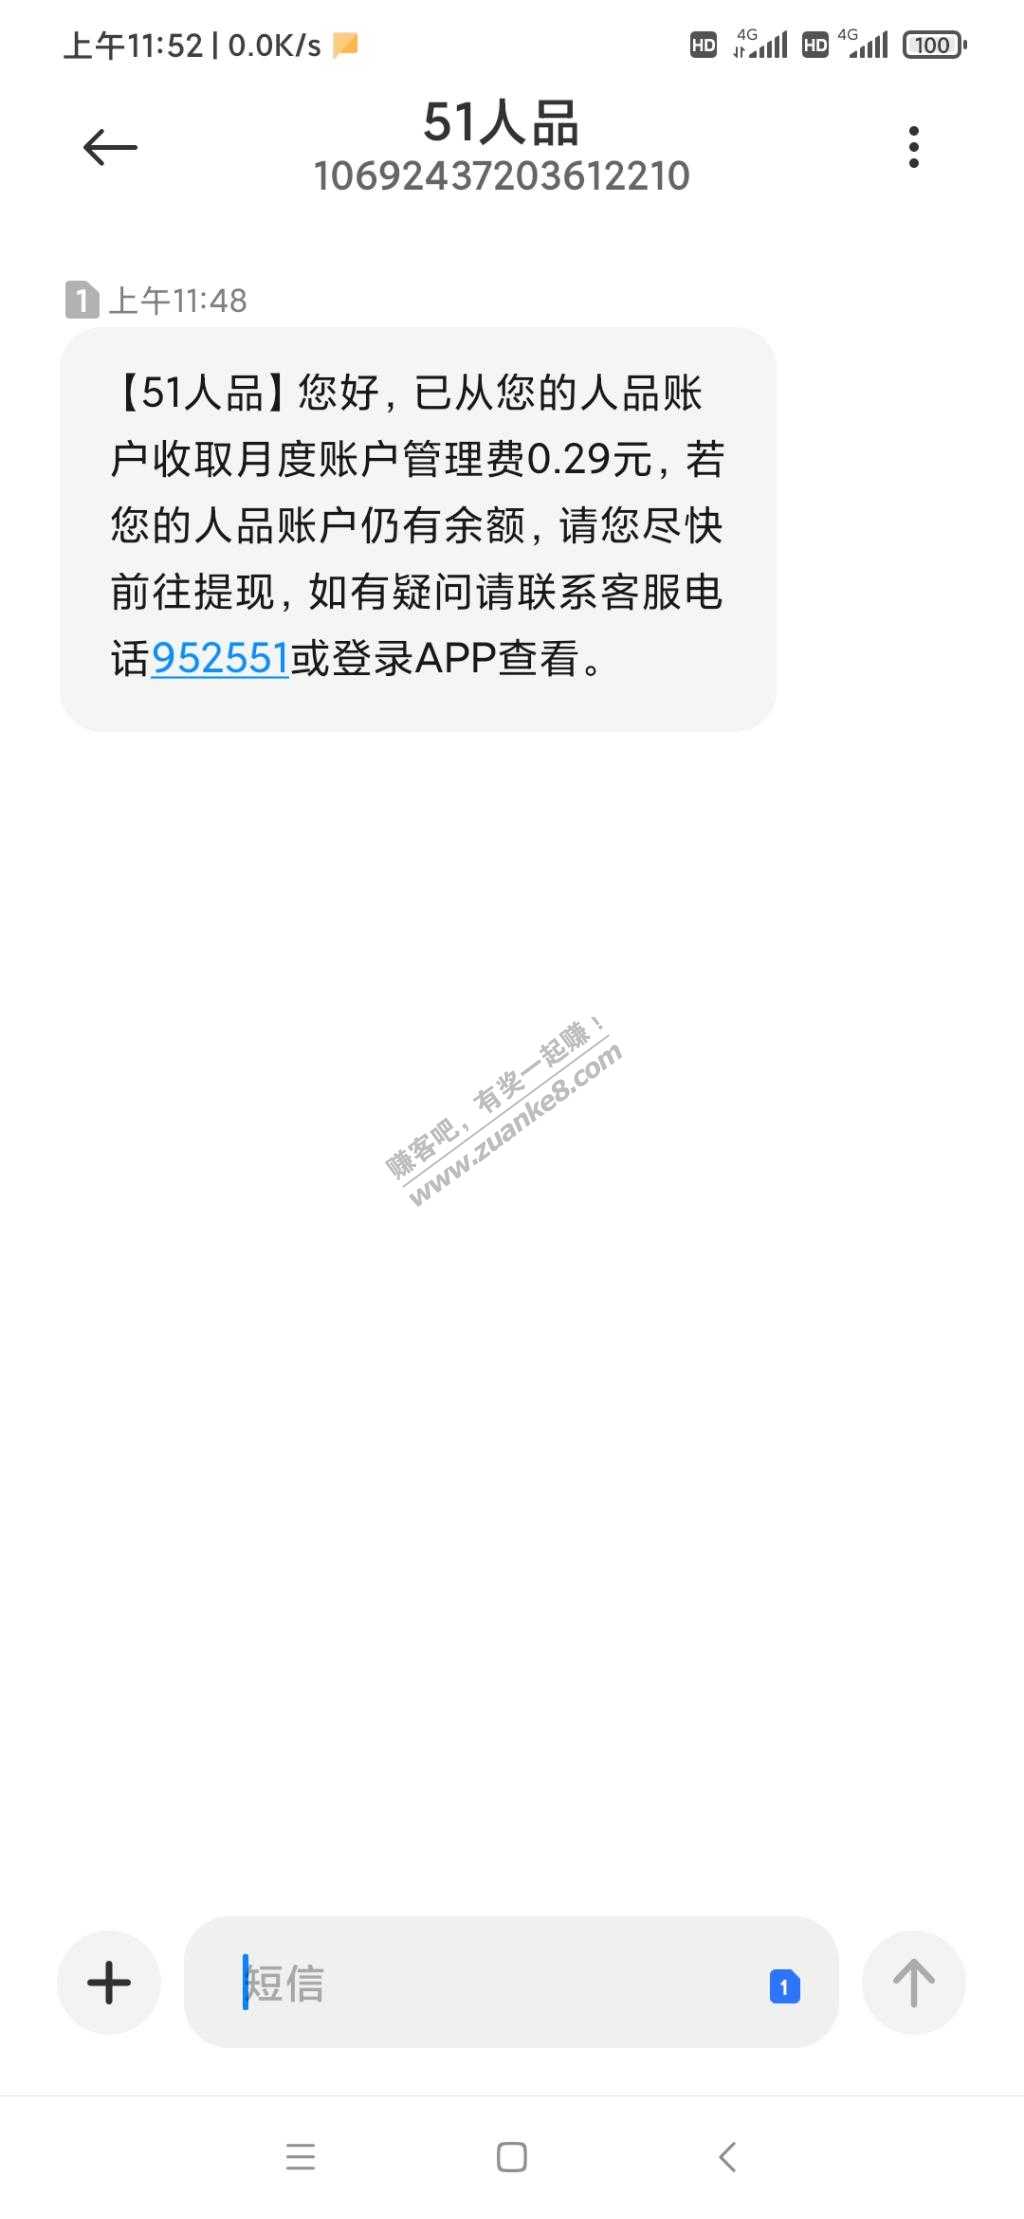 上午11:52 | 0.0K/s HD 4G HD 4G 100
51人品
10692437203612210
1 上午11:48
【51人品】您好，已从您的人品账
户收取月度账户管理费0.29元，若
您的人品账户仍有余额，请您尽快
前往提现，如有疑问请联系客服电
话952551或登录APP查看。
赚客吧，有奖一起赚！
www.zuanke8.com
短信 1